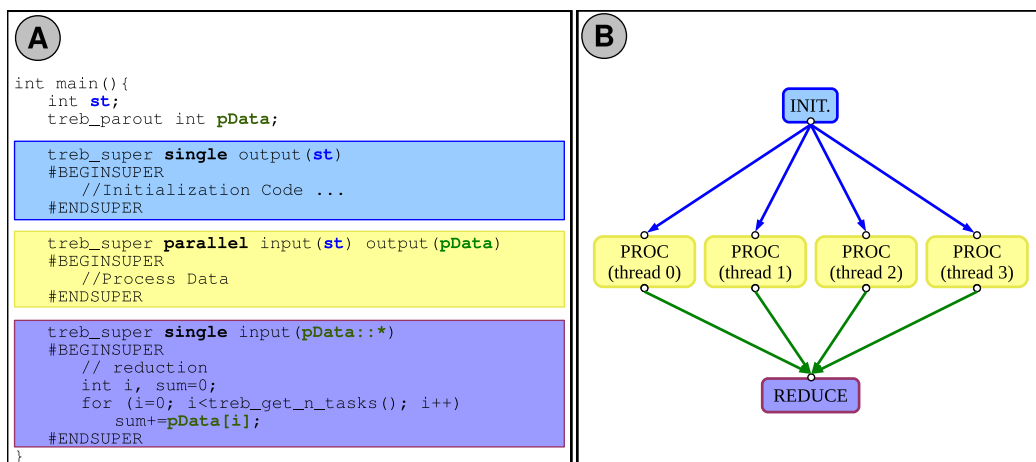 A
int main(){
int st;
treb_parout int pData;
treb_super single output(st)
#BEGINSUPER
//Initialization Code ...
#ENDSUPER
treb_super parallel input(st) output(pData)
#BEGINSUPER
//Process Data
#ENDSUPER
treb_super single input(pData::*)
#BEGINSUPER
// reduction
int i, sum=0;
for (i=0; i<treb_get_n_tasks(); i++)
sum+=pData[i];
#ENDSUPER
}
B
INIT.
PROC
(thread 0)
PROC
(thread 1)
PROC
(thread 2)
PROC
(thread 3)
REDUCE